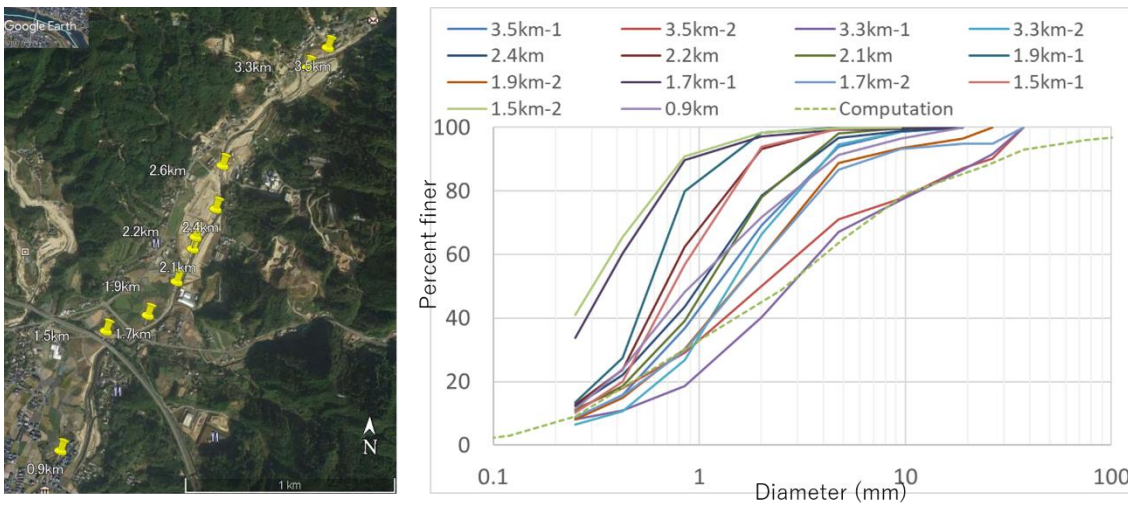 Google Earth
3.3km
3.5km
2.6km
2.4km
2.2km
2.1km
1.9km
1.7km
1.5km
0.9km
N
1 km
3.5km-1
3.5km-2
3.3km-1
3.3km-2
2.4km
2.2km
2.1km
1.9km-1
1.9km-2
1.7km-1
1.7km-2
1.5km-1
1.5km-2
0.9km
Computation
Percent finer
100
80
60
40
20
0
0.1
1
10
100
Diameter (mm)